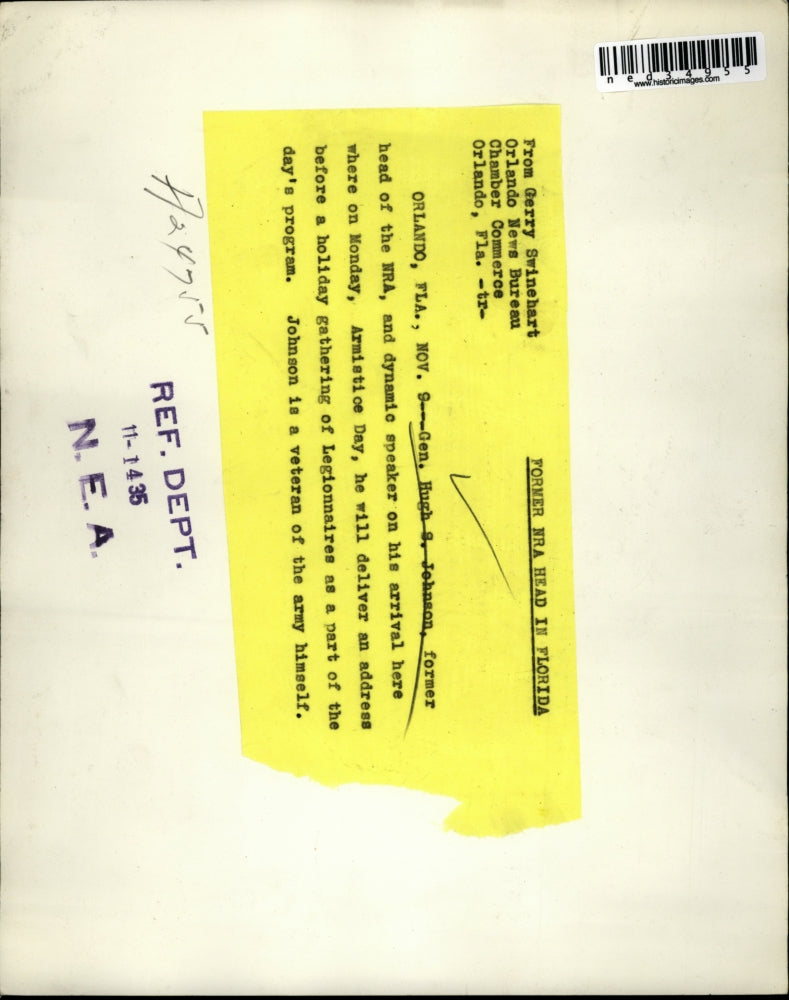 ned34955
www.historicimages.com
From Gerry Swinehart
Orlando News Bureau
Chamber Commerce
Orlando, Fla. -tr-
FORMER NRA HEAD IN FLORIDA
ORLANDO, FLA., NOV. 9---Gen. Hugh S. Johnson, former
head of the NRA, and dynamic speaker on his arrival here
where on Monday, Armistice Day, he will deliver an address
before a holiday gathering of Legionnaires as a part of the
day's program. Johnson is a veteran of the army himself.
REF. DEPT.
11-14 35
N.E.A.